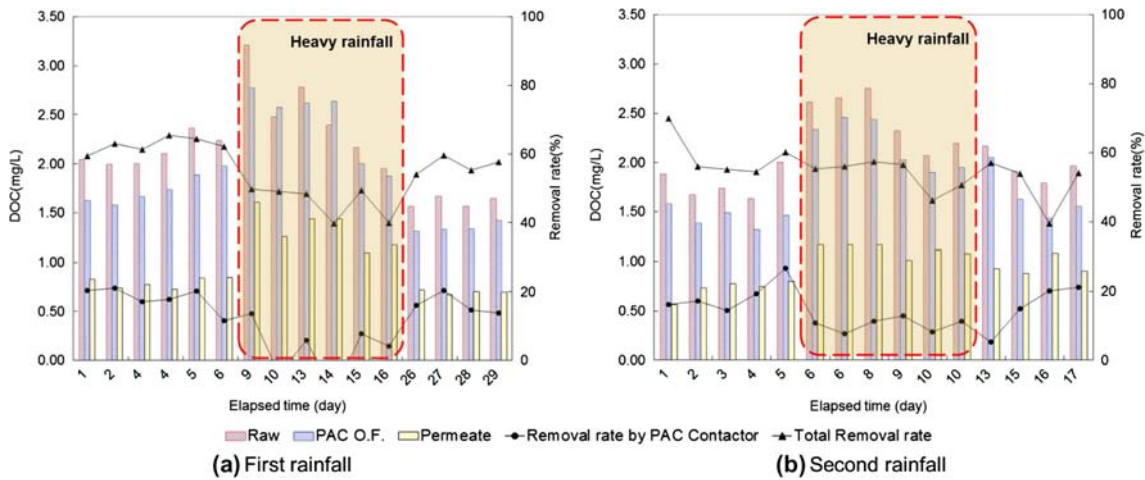 3.50
3.00
2.50
2.00
1.50
1.00
0.50
0.00
DOC(mg/L)
Heavy rainfall
100
80
60
40
20
0
Removal rate(%)
1 2 4 4 5 6 9 10 13 14 15 16 26 27 28 29
Elapsed time (day)
3.50
3.00
2.50
2.00
1.50
1.00
0.50
0.00
DOC(mg/L)
Heavy rainfall
100
80
60
40
20
0
Removal rate(%)
1 2 3 4 5 6 6 8 9 10 10 13 15 16 17
Elapsed time (day)
Raw PAC O.F. Permeate Removal rate by PAC Contactor Total Removal rate
(a) First rainfall
(b) Second rainfall